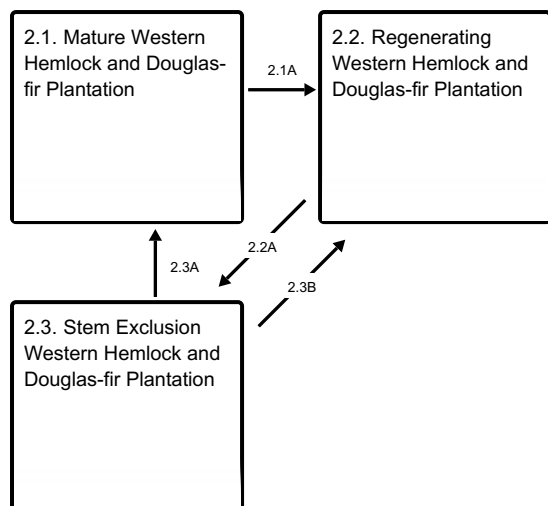 2.1. Mature Western
Hemlock and Douglas-
fir Plantation
2.1A
2.2. Regenerating
Western Hemlock and
Douglas-fir Plantation
2.2A
2.3A
2.3B
2.3. Stem Exclusion
Western Hemlock and
Douglas-fir Plantation